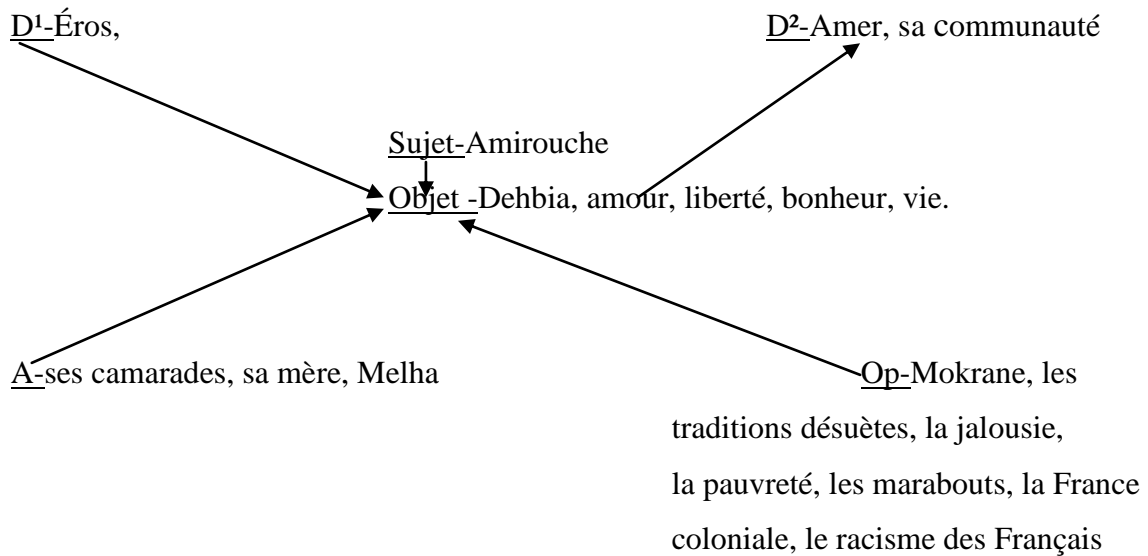 D¹-Éros,
D²-Amer, sa communauté
Sujet-Amirouche
Objet -Dehbia, amour, liberté, bonheur, vie.
A-ses camarades, sa mère, Melha
Op-Mokrane, les
traditions désuètes, la jalousie,
la pauvreté, les marabouts, la France
coloniale, le racisme des Français